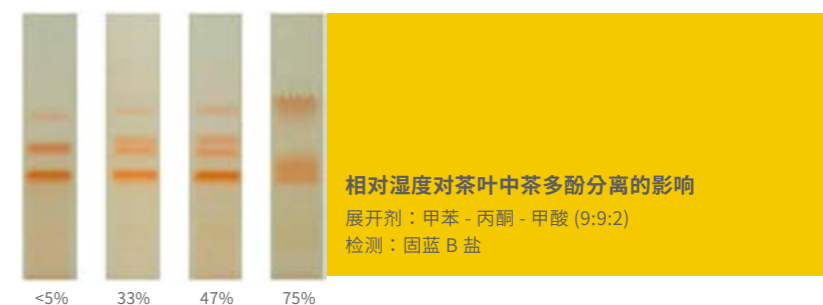 相对湿度对茶叶中茶多酚分离的影响
展开剂：甲苯 - 丙酮 - 甲酸 (9:9:2)
检测：固蓝 B 盐
<5% 33% 47% 75%